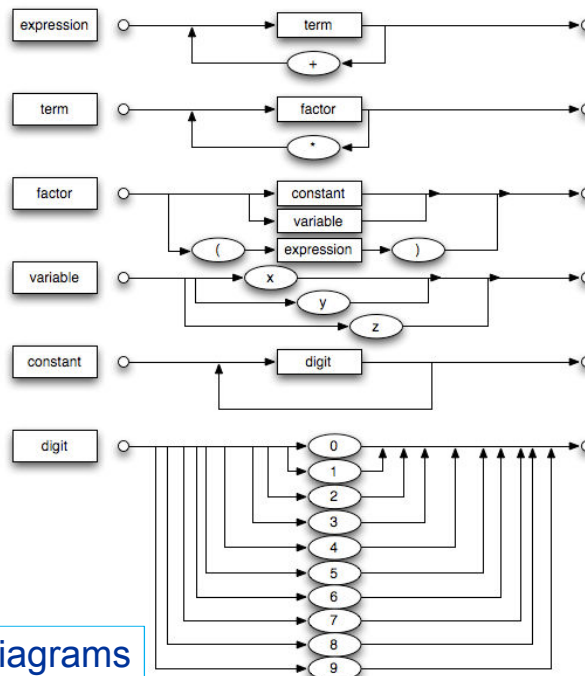 expression term
+
term factor
*
factor constant
variable
( expression )
variable x
y
z
constant digit
digit 0
1
2
3
4
5
6
7
8
9
iagrams